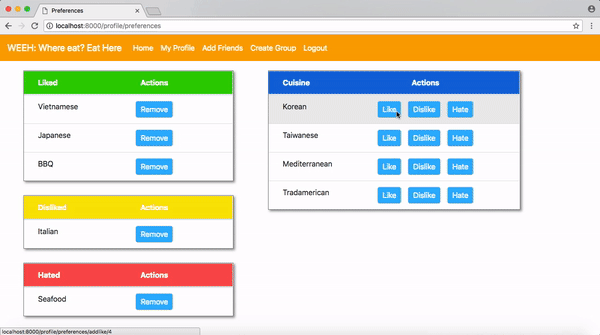 Preferences
localhost:8000/profile/preferences
WEEH: Where eat? Eat Here Home My Profile Add Friends Create Group Logout
Liked Actions
Vietnamese Remove
Japanese Remove
BBQ Remove
Disliked Actions
Italian Remove
Hated Actions
Seafood Remove
Cuisine Actions
Korean Like Dislike Hate
Taiwanese Like Dislike Hate
Mediterranean Like Dislike Hate
Tradamerican Like Dislike Hate
localhost:8000/profile/preferences/addlike/4